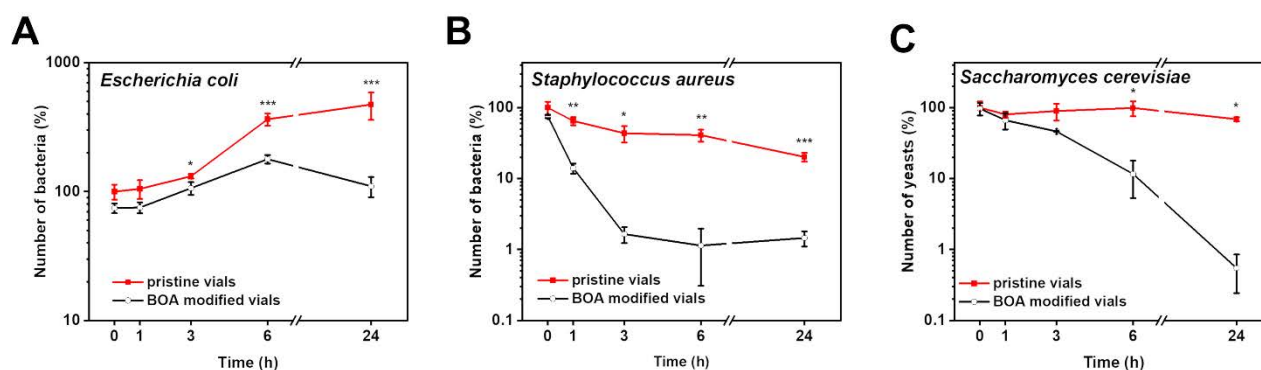 A
Escherichia coli
Number of bacteria (%)
1000
100
10
***
***
*
pristine vials
BOA modified vials
0 1 3 6 24
Time (h)
B
Staphylococcus aureus
Number of bacteria (%)
100
10
1
0.1
**
*
**
***
pristine vials
BOA modified vials
0 1 3 6 24
Time (h)
C
Saccharomyces cerevisiae
Number of yeasts (%)
100
10
1
0.1
*
*
pristine vials
BOA modified vials
0 1 3 6 24
Time (h)